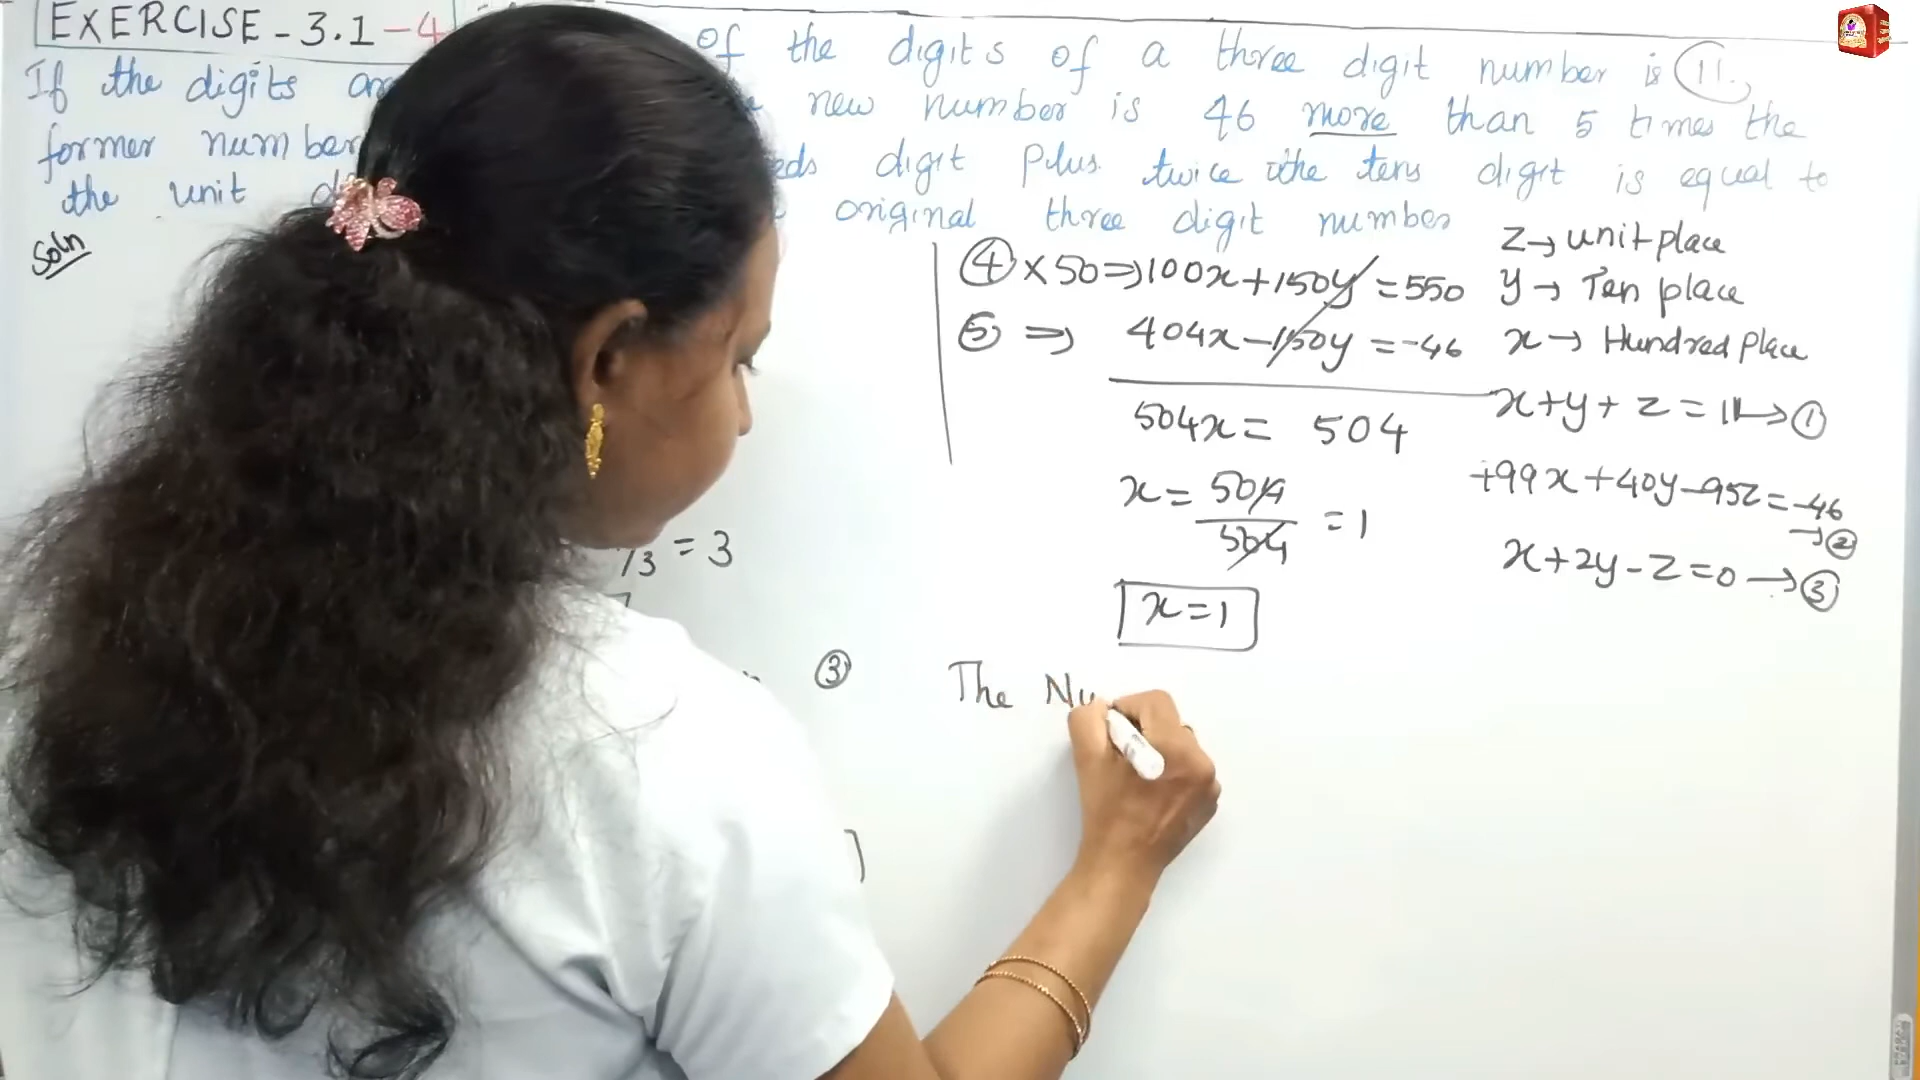 EXERCISE-3.1-4
of the digits of a three digit number is 11.
If the digits
new number is 46 more than 5 times the
former number
digit plus twice the tens digit is equal to
the unit
original three digit number
Soln
④×50⇒100x+150y=550
⑤ ⇒ 404x-150y=-46
504x= 504
x= 504/504 =1
x=1
The Nu
z→ unit place
y→ Ten place
x→ Hundred place
x+y+z=11→①
+99x+40y-95z=-46
→②
x+2y-z=0→③
/3 = 3
③